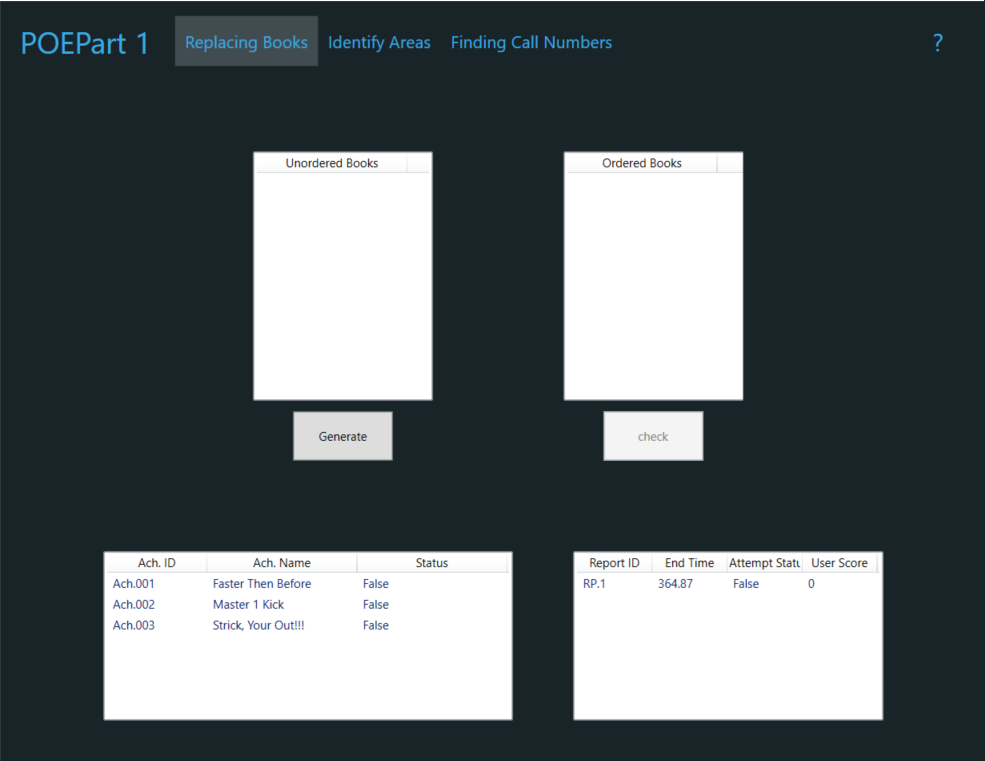 POEPart 1 Replacing Books Identify Areas Finding Call Numbers ?
Unordered Books Ordered Books
Generate check
Ach. ID Ach. Name Status
Ach.001 Faster Then Before False
Ach.002 Master 1 Kick False
Ach.003 Strick, Your Out!!! False
Report ID End Time Attempt Statu User Score
RP.1 364.87 False 0